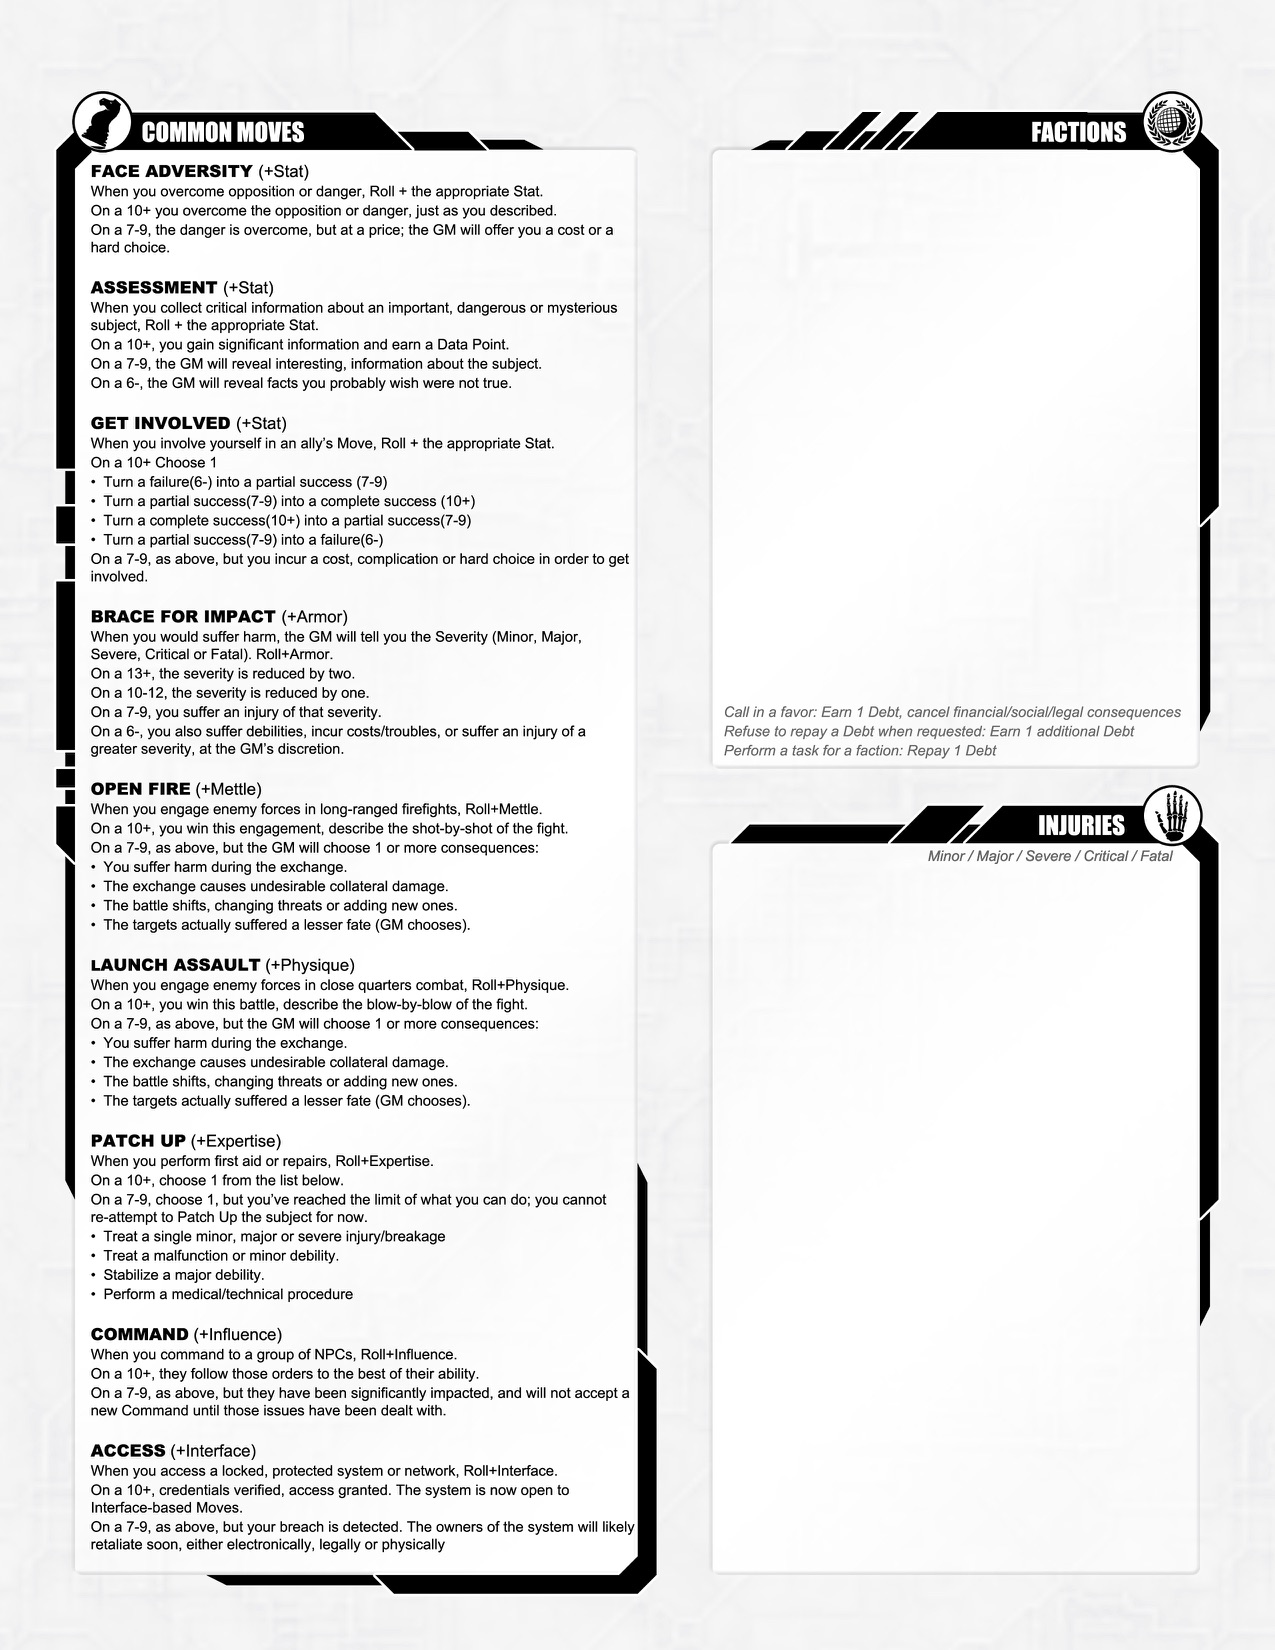 COMMON MOVES
FACE ADVERSITY (+Stat)
When you overcome opposition or danger, Roll + the appropriate Stat.
On a 10+ you overcome the opposition or danger, just as you described.
On a 7-9, the danger is overcome, but at a price; the GM will offer you a cost or a
hard choice.
ASSESSMENT (+Stat)
When you collect critical information about an important, dangerous or mysterious
subject, Roll + the appropriate Stat.
On a 10+, you gain significant information and earn a Data Point.
On a 7-9, the GM will reveal interesting, information about the subject.
On a 6-, the GM will reveal facts you probably wish were not true.
GET INVOLVED (+Stat)
When you involve yourself in an ally's Move, Roll + the appropriate Stat.
On a 10+ Choose 1
• Turn a failure(6-) into a partial success (7-9)
• Turn a partial success(7-9) into a complete success (10+)
• Turn a complete success(10+) into a partial success(7-9)
• Turn a partial success(7-9) into a failure(6-)
On a 7-9, as above, but you incur a cost, complication or hard choice in order to get
involved.
BRACE FOR IMPACT (+Armor)
When you would suffer harm, the GM will tell you the Severity (Minor, Major,
Severe, Critical or Fatal). Roll+Armor.
On a 13+, the severity is reduced by two.
On a 10-12, the severity is reduced by one.
On a 7-9, you suffer an injury of that severity.
On a 6-, you also suffer debilities, incur costs/troubles, or suffer an injury of a
greater severity, at the GM's discretion.
OPEN FIRE (+Mettle)
When you engage enemy forces in long-ranged firefights, Roll+Mettle.
On a 10+, you win this engagement, describe the shot-by-shot of the fight.
On a 7-9, as above, but the GM will choose 1 or more consequences:
• You suffer harm during the exchange.
• The exchange causes undesirable collateral damage.
• The battle shifts, changing threats or adding new ones.
• The targets actually suffered a lesser fate (GM chooses).
LAUNCH ASSAULT (+Physique)
When you engage enemy forces in close quarters combat, Roll+Physique.
On a 10+, you win this battle, describe the blow-by-blow of the fight.
On a 7-9, as above, but the GM will choose 1 or more consequences:
• You suffer harm during the exchange.
• The exchange causes undesirable collateral damage.
• The battle shifts, changing threats or adding new ones.
• The targets actually suffered a lesser fate (GM chooses).
PATCH UP (+Expertise)
When you perform first aid or repairs, Roll+Expertise.
On a 10+, choose 1 from the list below.
On a 7-9, choose 1, but you've reached the limit of what you can do; you cannot
re-attempt to Patch Up the subject for now.
• Treat a single minor, major or severe injury/breakage
• Treat a malfunction or minor debility.
• Stabilize a major debility.
• Perform a medical/technical procedure
COMMAND (+Influence)
When you command to a group of NPCs, Roll+Influence.
On a 10+, they follow those orders to the best of their ability.
On a 7-9, as above, but they have been significantly impacted, and will not accept a
new Command until those issues have been dealt with.
ACCESS (+Interface)
When you access a locked, protected system or network, Roll+Interface.
On a 10+, credentials verified, access granted. The system is now open to
Interface-based Moves.
On a 7-9, as above, but your breach is detected. The owners of the system will likely
retaliate soon, either electronically, legally or physically
FACTIONS
Call in a favor: Earn 1 Debt, cancel financial/social/legal consequences
Refuse to repay a Debt when requested: Earn 1 additional Debt
Perform a task for a faction: Repay 1 Debt
INJURIES
Minor / Major / Severe / Critical / Fatal